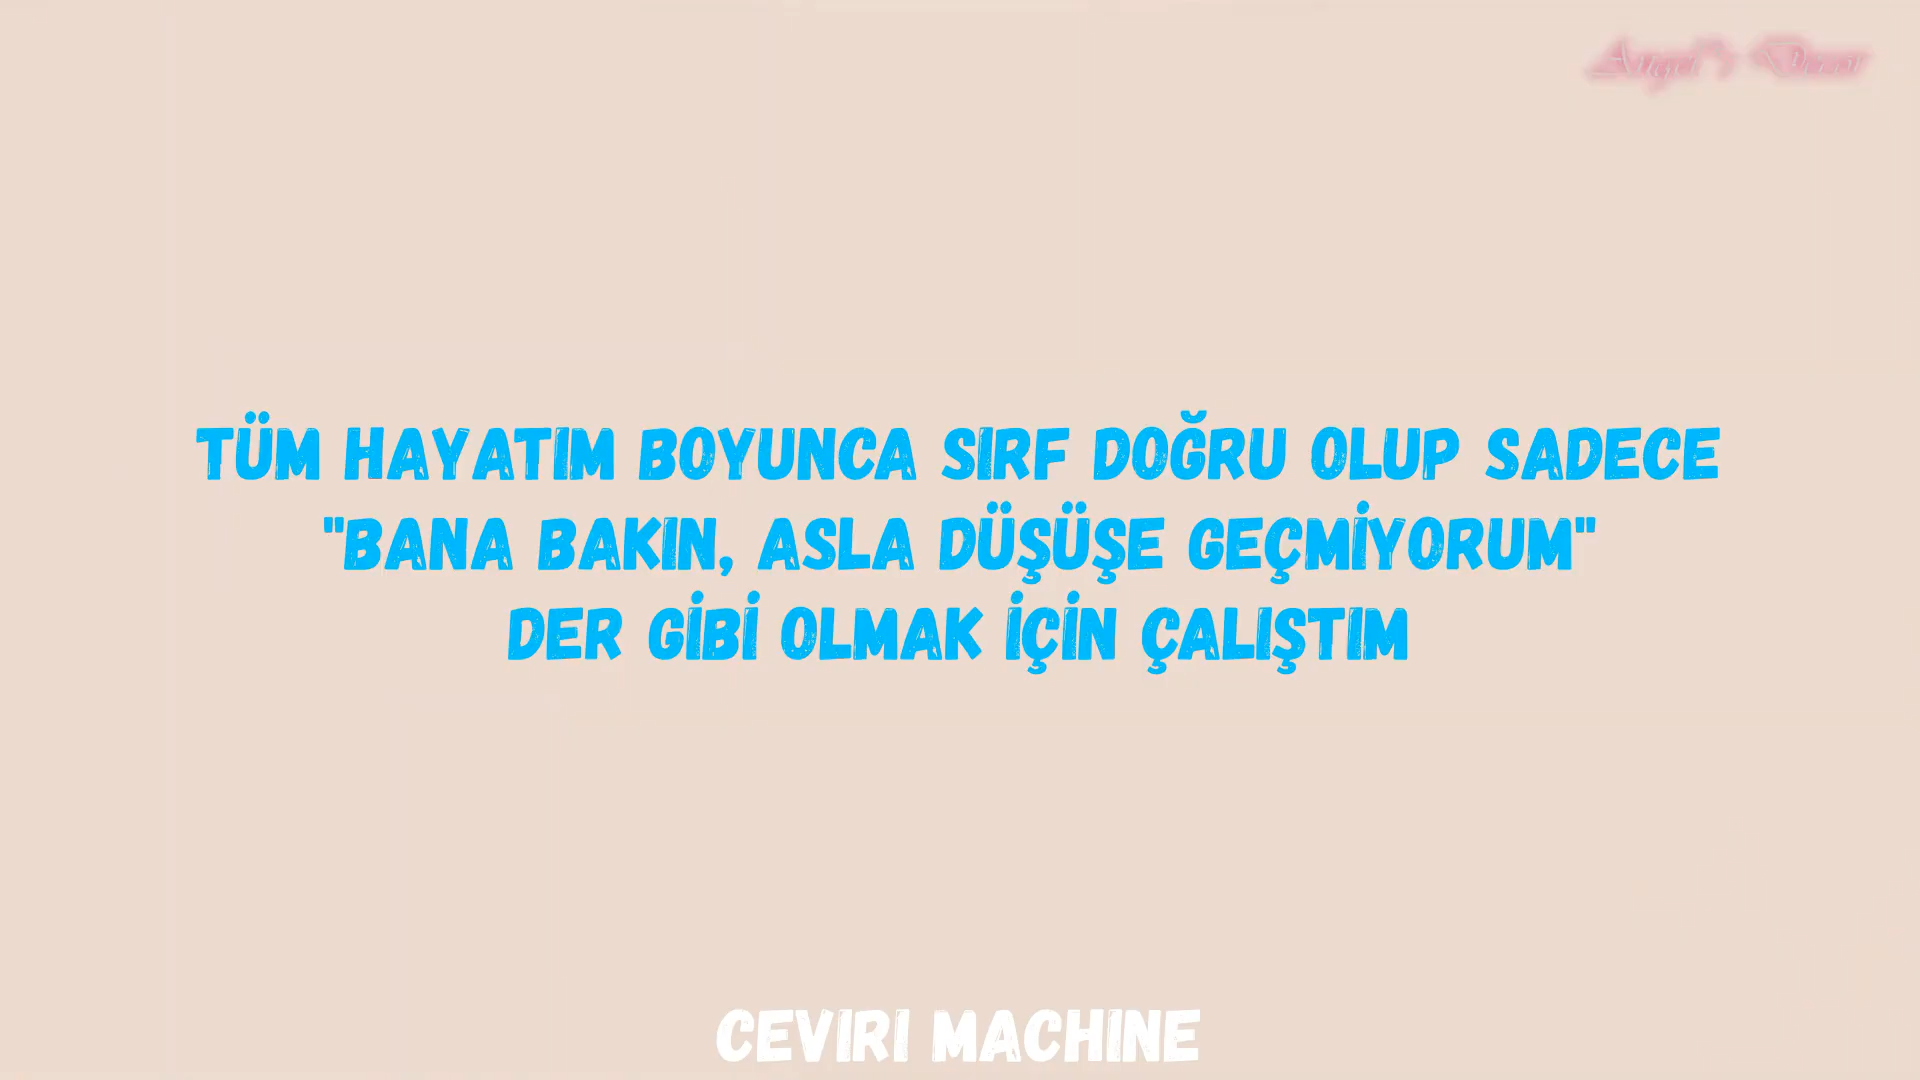 TÜM HAYATIM BOYUNCA SIRF DOĞRU OLUP SADECE
"BANA BAKIN, ASLA DÜŞÜŞE GEÇMİYORUM"
DER GİBİ OLMAK İÇİN ÇALIŞTIM
CEVIRI MACHINE